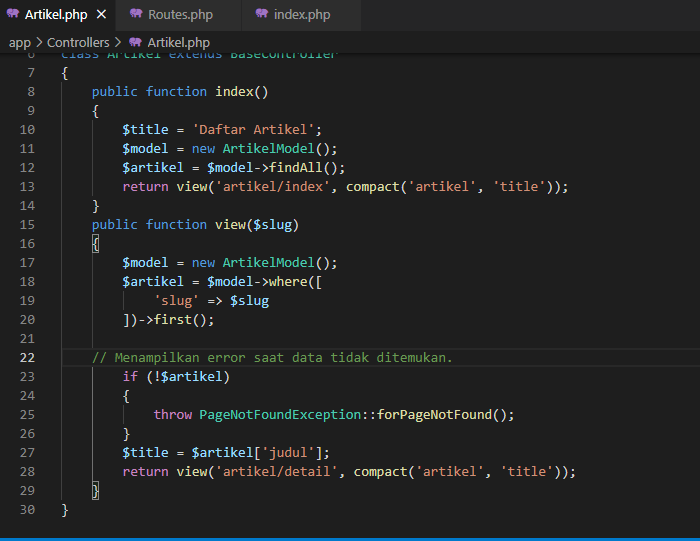 Artikel.php
Routes.php
index.php
app > Controllers > Artikel.php
6 class Artikel extends BaseController
7 {
8     public function index()
9     {
10         $title = 'Daftar Artikel';
11         $model = new ArtikelModel();
12         $artikel = $model->findAll();
13         return view('artikel/index', compact('artikel', 'title'));
14     }
15     public function view($slug)
16     {
17         $model = new ArtikelModel();
18         $artikel = $model->where([
19             'slug' => $slug
20         ])->first();
21
22     // Menampilkan error saat data tidak ditemukan.
23         if (!$artikel)
24         {
25             throw PageNotFoundException::forPageNotFound();
26         }
27         $title = $artikel['judul'];
28         return view('artikel/detail', compact('artikel', 'title'));
29     }
30 }